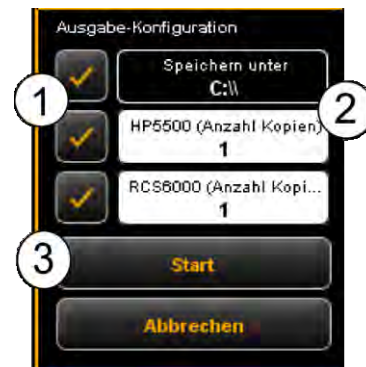 Ausgabe-Konfiguration
1
Speichern unter
C:\\
2
HP5500 (Anzahl Kopien)
1
RCS6000 (Anzahl Kopi...
1
3
Start
Abbrechen